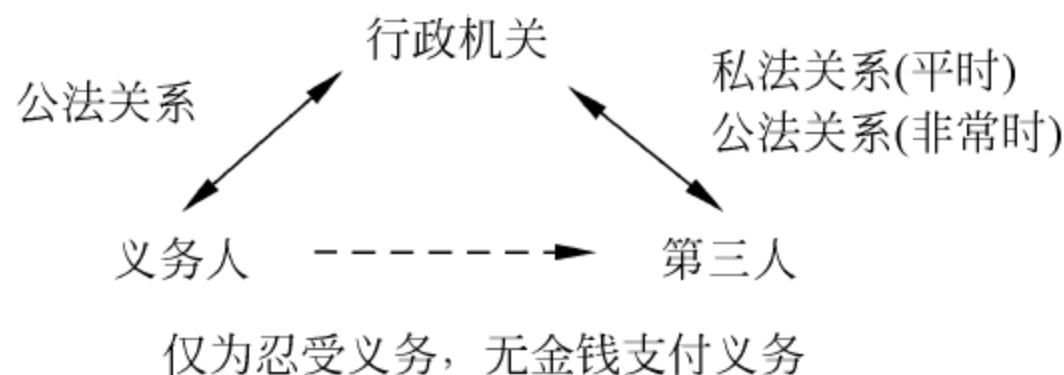 行政机关
公法关系
私法关系(平时)
公法关系(非常时)
义务人
第三人
仅为忍受义务，无金钱支付义务